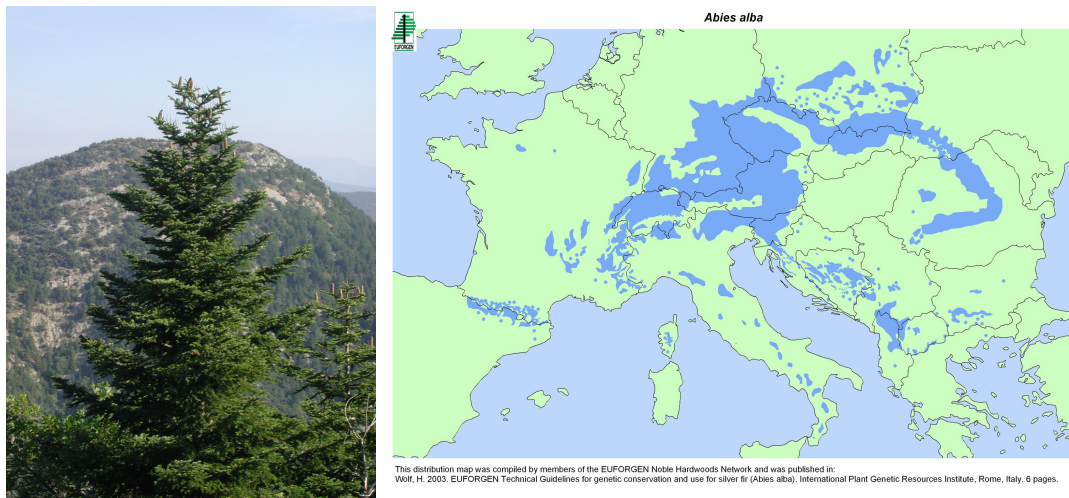 Abies alba
EUFORGEN
This distribution map was compiled by members of the EUFORGEN Noble Hardwoods Network and was published in:
Wolf, H. 2003. EUFORGEN Technical Guidelines for genetic conservation and use for silver fir (Abies alba). International Plant Genetic Resources Institute, Rome, Italy. 6 pages.